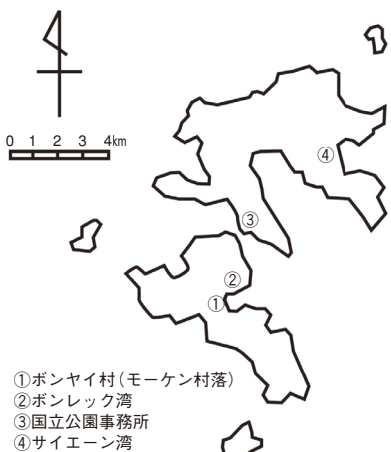 ④
0 1 2 3 4km
③
②
①
①ボンヤイ村(モーケン村落)
②ボンレック湾
③国立公園事務所
④サイエーン湾